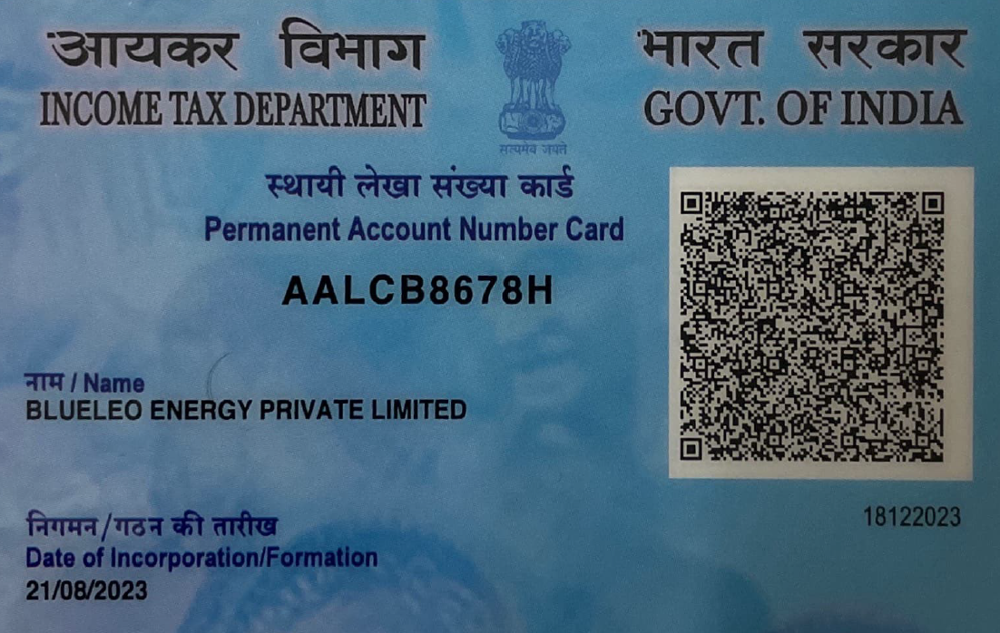 आयकर विभाग
INCOME TAX DEPARTMENT
सत्यमेव जयते
भारत सरकार
GOVT. OF INDIA
स्थायी लेखा संख्या कार्ड
Permanent Account Number Card
AALCB8678H
नाम / Name
BLUELEO ENERGY PRIVATE LIMITED
18122023
निगमन/गठन की तारीख
Date of Incorporation/Formation
21/08/2023